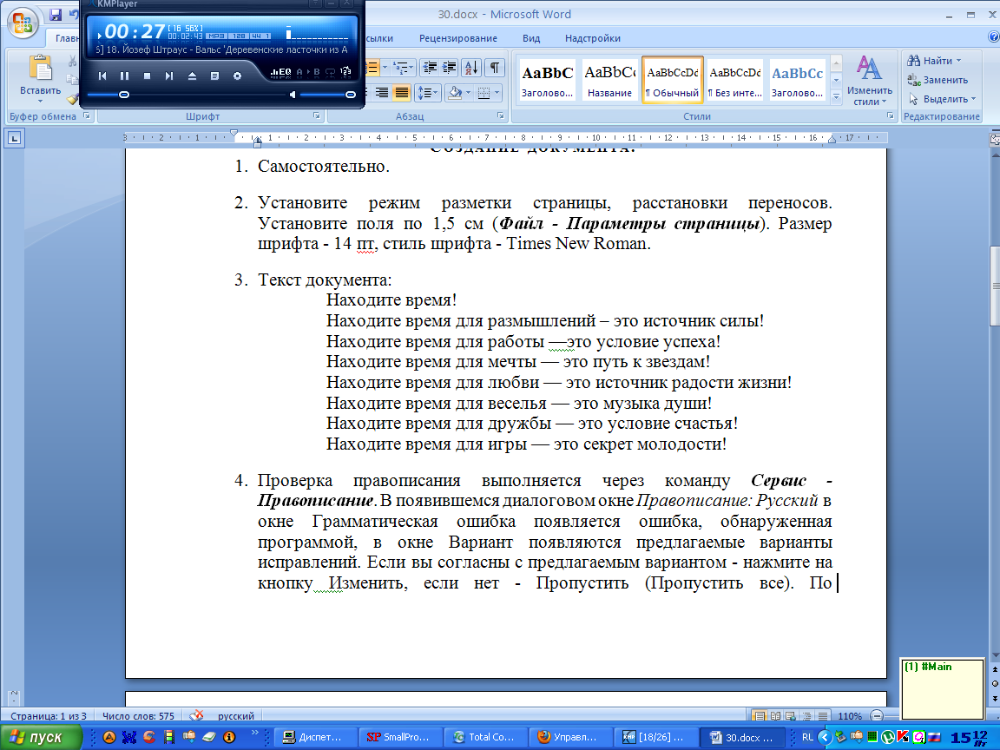 KMPlayer
30.docx - Microsoft Word
00:27 [16 56%]
00:02:43 MP3 128 44 1
6] 18. Йозеф Штраус - Вальс 'Деревенские ласточки из А
EQ A B
Главн
сылки Рецензирование Вид Надстройки
Вставить
Буфер обмена
Шрифт
Абзац
AaBbC AaBbCc AaBbCcDd AaBbCcDd AaBbCc
Заголово... Название ¶ Обычный ¶ Без инте... Заголово...
Изменить стили
Стили
Найти
Заменить
Выделить
Редактирование
3 2 1 1 2 3 4 5 6 7 8 9 10 11 12 13 14 15 16 17
СОЗДАНИЕ ДОКУМЕНТА.
1. Самостоятельно.
2. Установите режим разметки страницы, расстановки переносов.
Установите поля по 1,5 см (Файл - Параметры страницы). Размер
шрифта - 14 пт, стиль шрифта - Times New Roman.
3. Текст документа:
Находите время!
Находите время для размышлений – это источник силы!
Находите время для работы —это условие успеха!
Находите время для мечты — это путь к звездам!
Находите время для любви — это источник радости жизни!
Находите время для веселья — это музыка души!
Находите время для дружбы — это условие счастья!
Находите время для игры — это секрет молодости!
4. Проверка правописания выполняется через команду Сервис -
Правописание. В появившемся диалоговом окне Правописание: Русский в
окне Грамматическая ошибка появляется ошибка, обнаруженная
программой, в окне Вариант появляются предлагаемые варианты
исправлений. Если вы согласны с предлагаемым вариантом - нажмите на
кнопку Изменить, если нет - Пропустить (Пропустить все). По
(1) #Main
Страница: 1 из 3 Число слов: 575 русский 110%
пуск Диспет... SmallPro... Total Co... Управл... [18/26] ... 30.docx ... RL 15:12 Пт